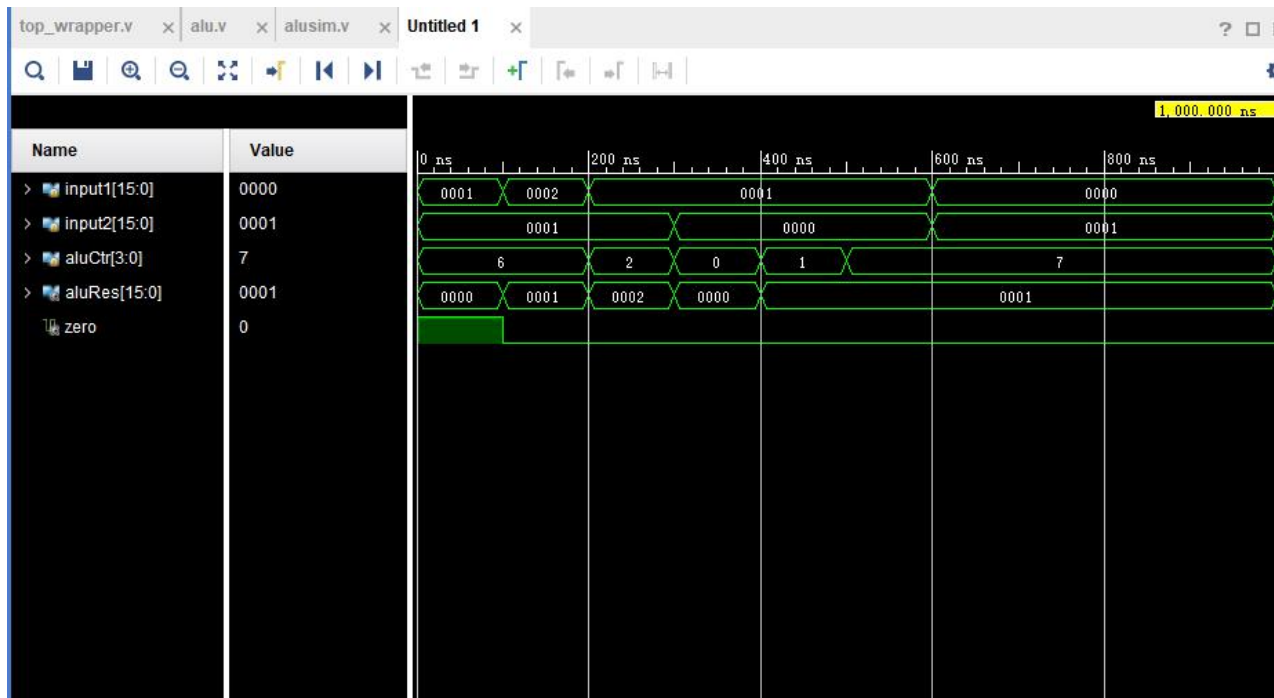 top_wrapper.v × alu.v × alusim.v × Untitled 1 × ?
1,000.000 ns
Name Value 0 ns 200 ns 400 ns 600 ns 800 ns
> input1[15:0] 0000 0001 0002 0001 0000
> input2[15:0] 0001 0001 0000 0001
> aluCtr[3:0] 7 6 2 0 1 7
> aluRes[15:0] 0001 0000 0001 0002 0000 0001
zero 0